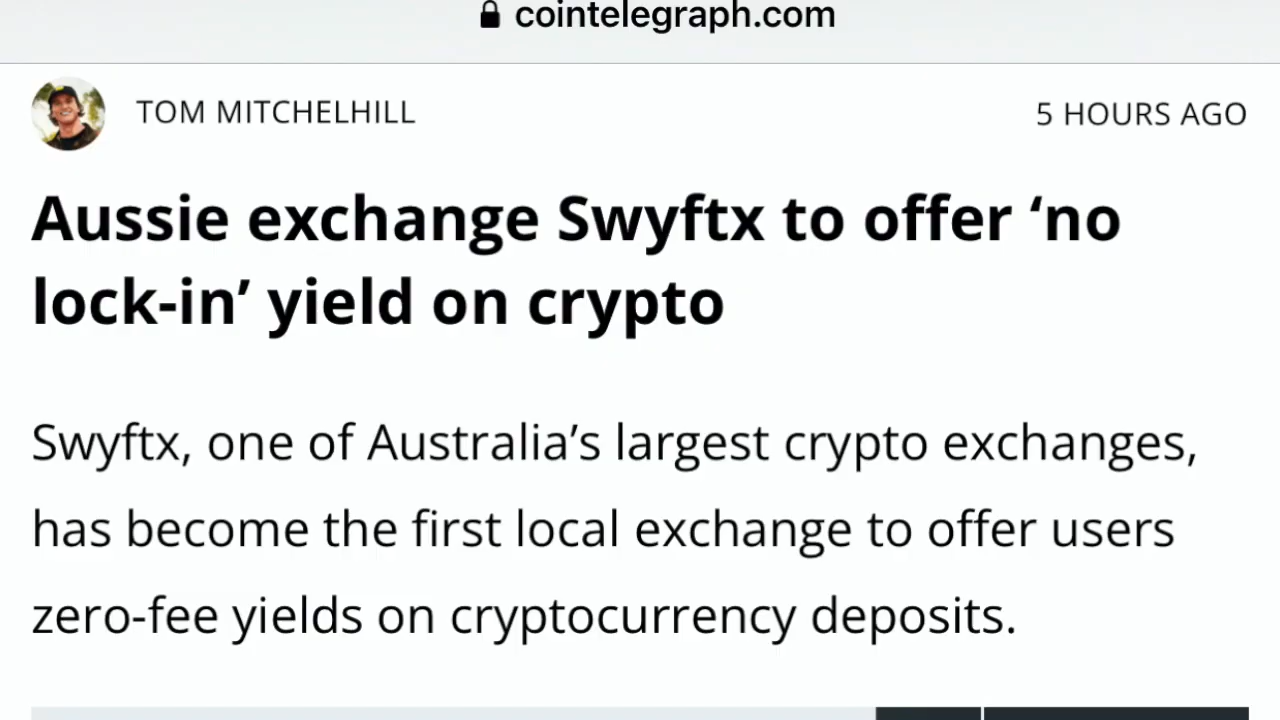 cointelegraph.com
TOM MITCHELHILL
5 HOURS AGO
Aussie exchange Swyftx to offer ‘no
lock-in’ yield on crypto
Swyftx, one of Australia’s largest crypto exchanges,
has become the first local exchange to offer users
zero-fee yields on cryptocurrency deposits.